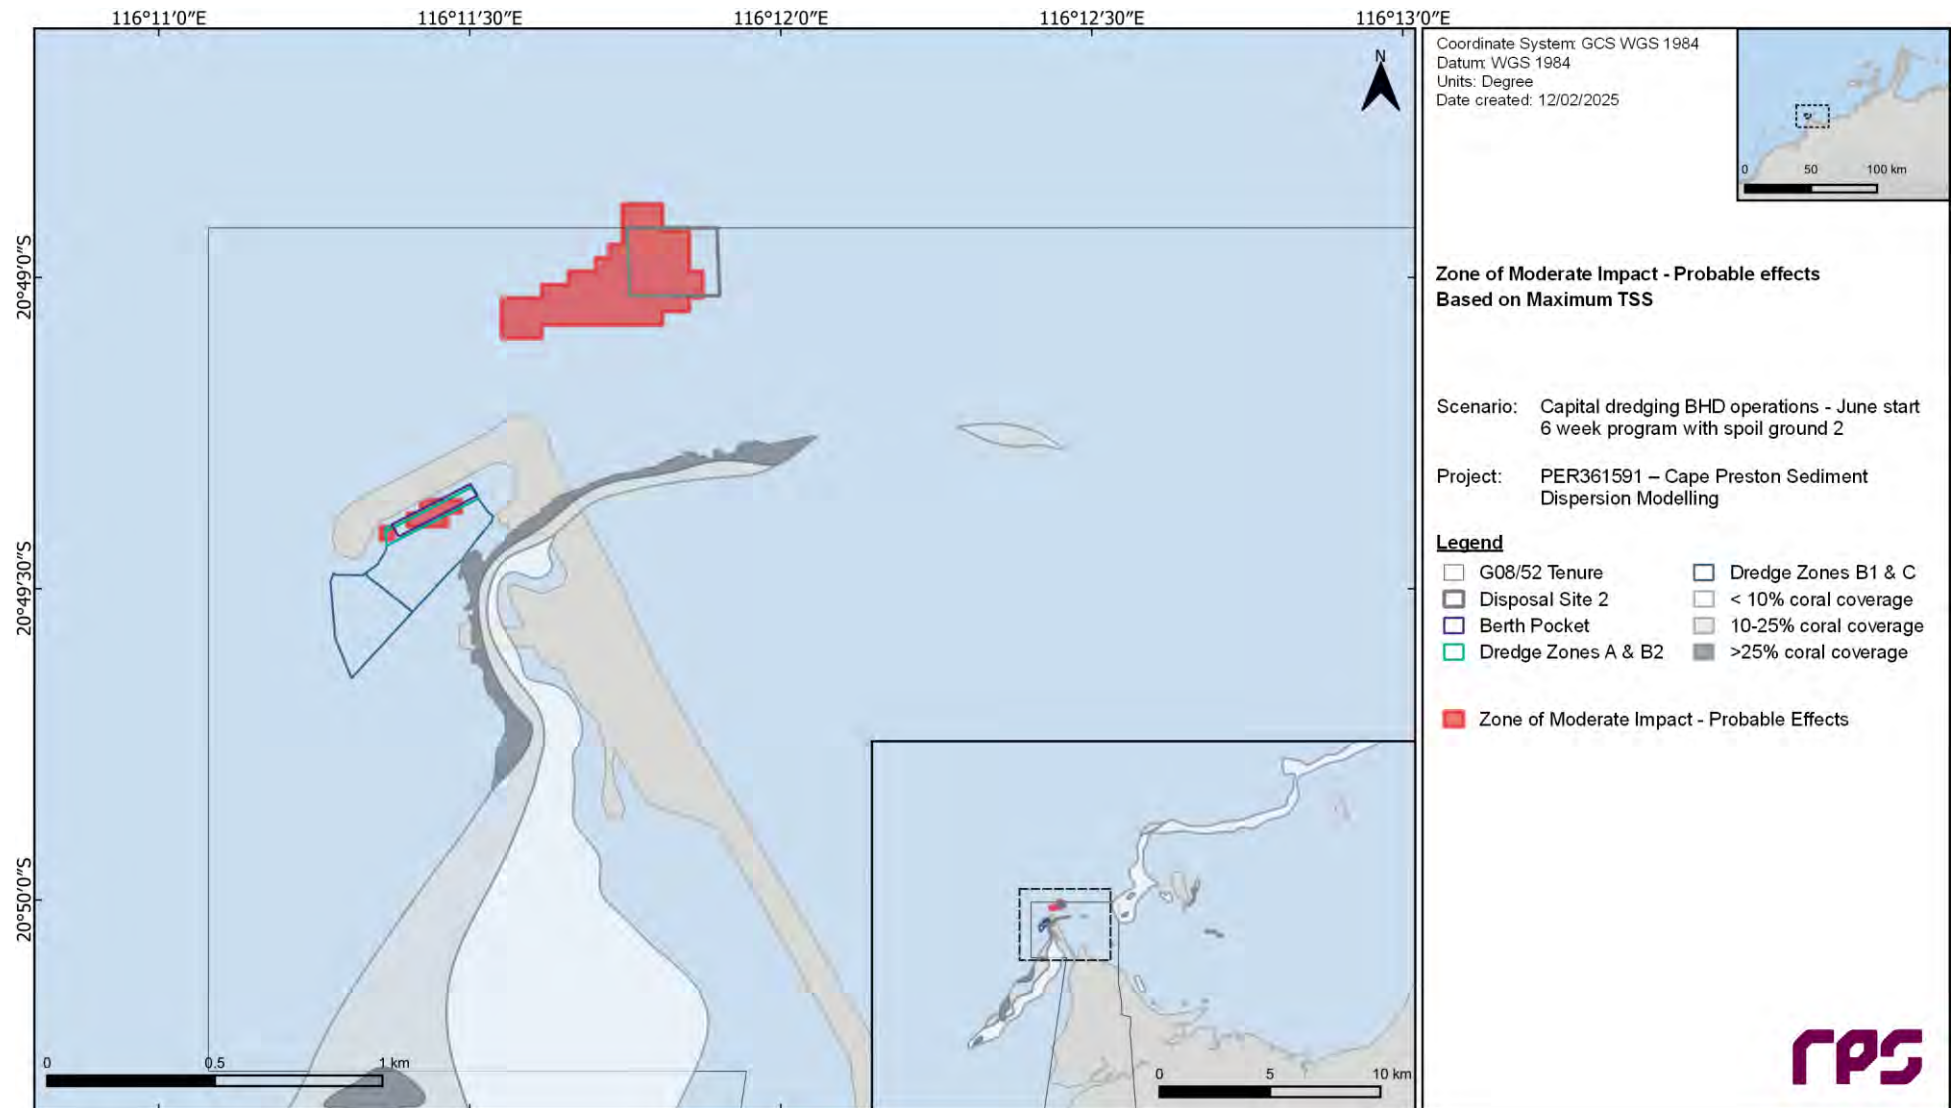 116°11'0"E
116°11'30"E
116°12'0"E
116°12'30"E
116°13'0"E
20°49'0"S
20°49'30"S
20°50'0"S
N
0 0.5 1 km
0 5 10 km
Coordinate System: GCS WGS 1984
Datum: WGS 1984
Units: Degree
Date created: 12/02/2025
0 50 100 km
Zone of Moderate Impact - Probable effects
Based on Maximum TSS
Scenario: Capital dredging BHD operations - June start
6 week program with spoil ground 2
Project: PER361591 – Cape Preston Sediment
Dispersion Modelling
Legend
G08/52 Tenure
Disposal Site 2
Berth Pocket
Dredge Zones A & B2
Dredge Zones B1 & C
< 10% coral coverage
10-25% coral coverage
>25% coral coverage
Zone of Moderate Impact - Probable Effects
rps